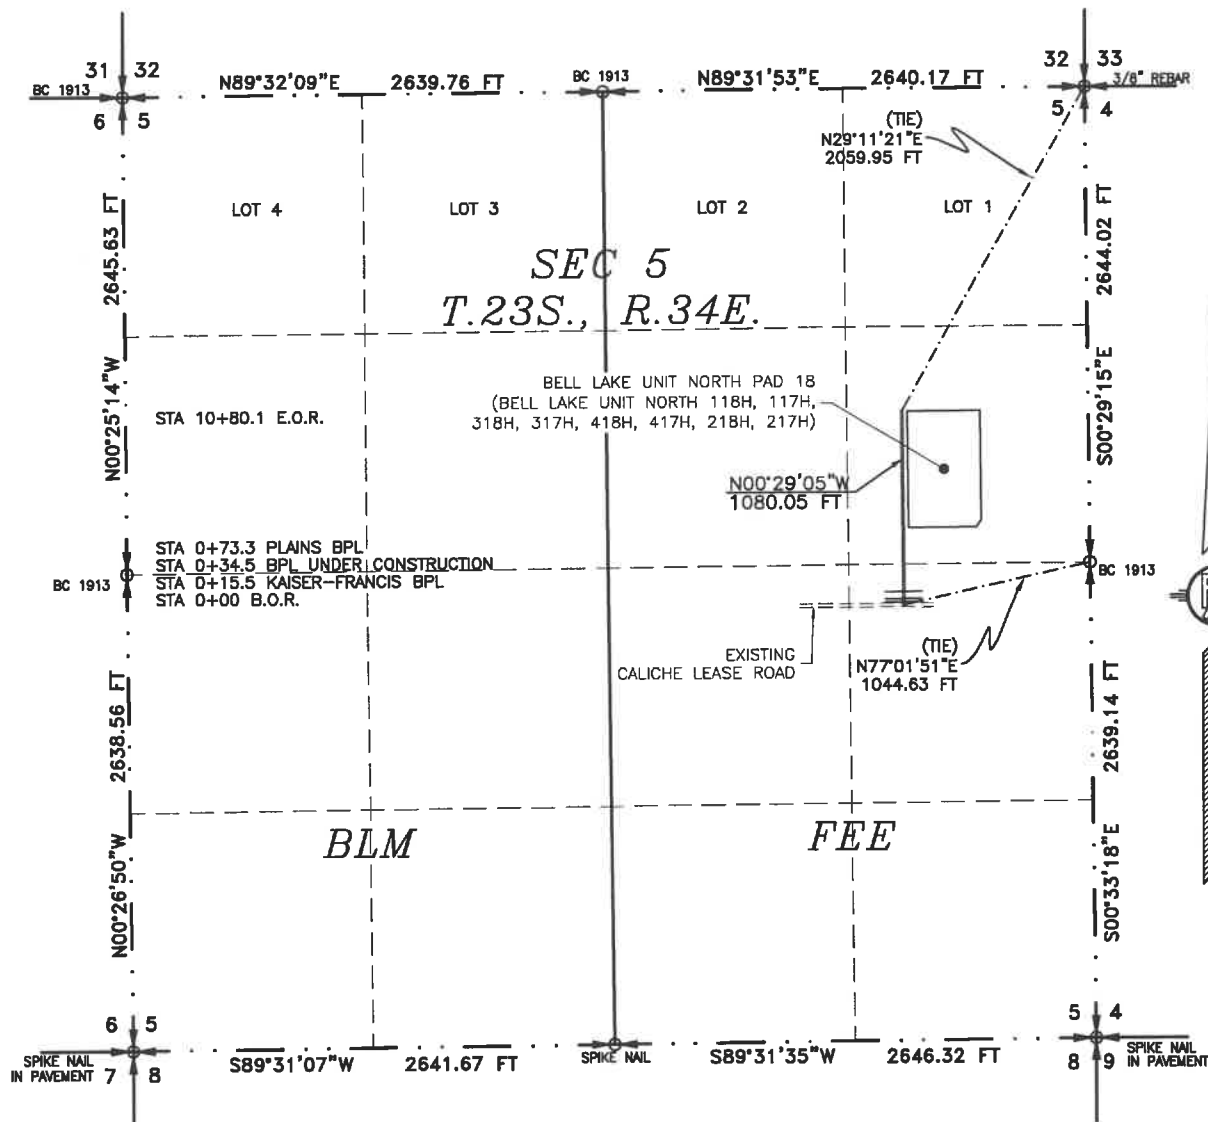 31 32
BC 1913
6 5
N89°32'09"E 2639.76 FT
BC 1913
N89°31'53"E 2640.17 FT
32 33
3/8" REBAR
5 4
(TIE)
N29°11'21"E
2059.95 FT
LOT 4
LOT 3
LOT 2
LOT 1
2645.63 FT
N00°25'14"W
2644.02 FT
S00°29'15"E
SEC 5
T.23S., R.34E.
BELL LAKE UNIT NORTH PAD 18
(BELL LAKE UNIT NORTH 118H, 117H,
318H, 317H, 418H, 417H, 218H, 217H)
STA 10+80.1 E.O.R.
N00°29'05"W
1080.05 FT
STA 0+73.3 PLAINS BPL
STA 0+34.5 BPL UNDER CONSTRUCTION
STA 0+15.5 KAISER-FRANCIS BPL
STA 0+00 B.O.R.
BC 1913
BC 1913
EXISTING
CALICHE LEASE ROAD
(TIE)
N77°01'51"E
1044.63 FT
2638.56 FT
N00°26'50"W
2639.14 FT
S00°33'18"E
BLM
FEE
6 5
SPIKE NAIL
IN PAVEMENT
7 8
S89°31'07"W 2641.67 FT
SPIKE NAIL
S89°31'35"W 2646.32 FT
5 4
8 9
SPIKE NAIL
IN PAVEMENT